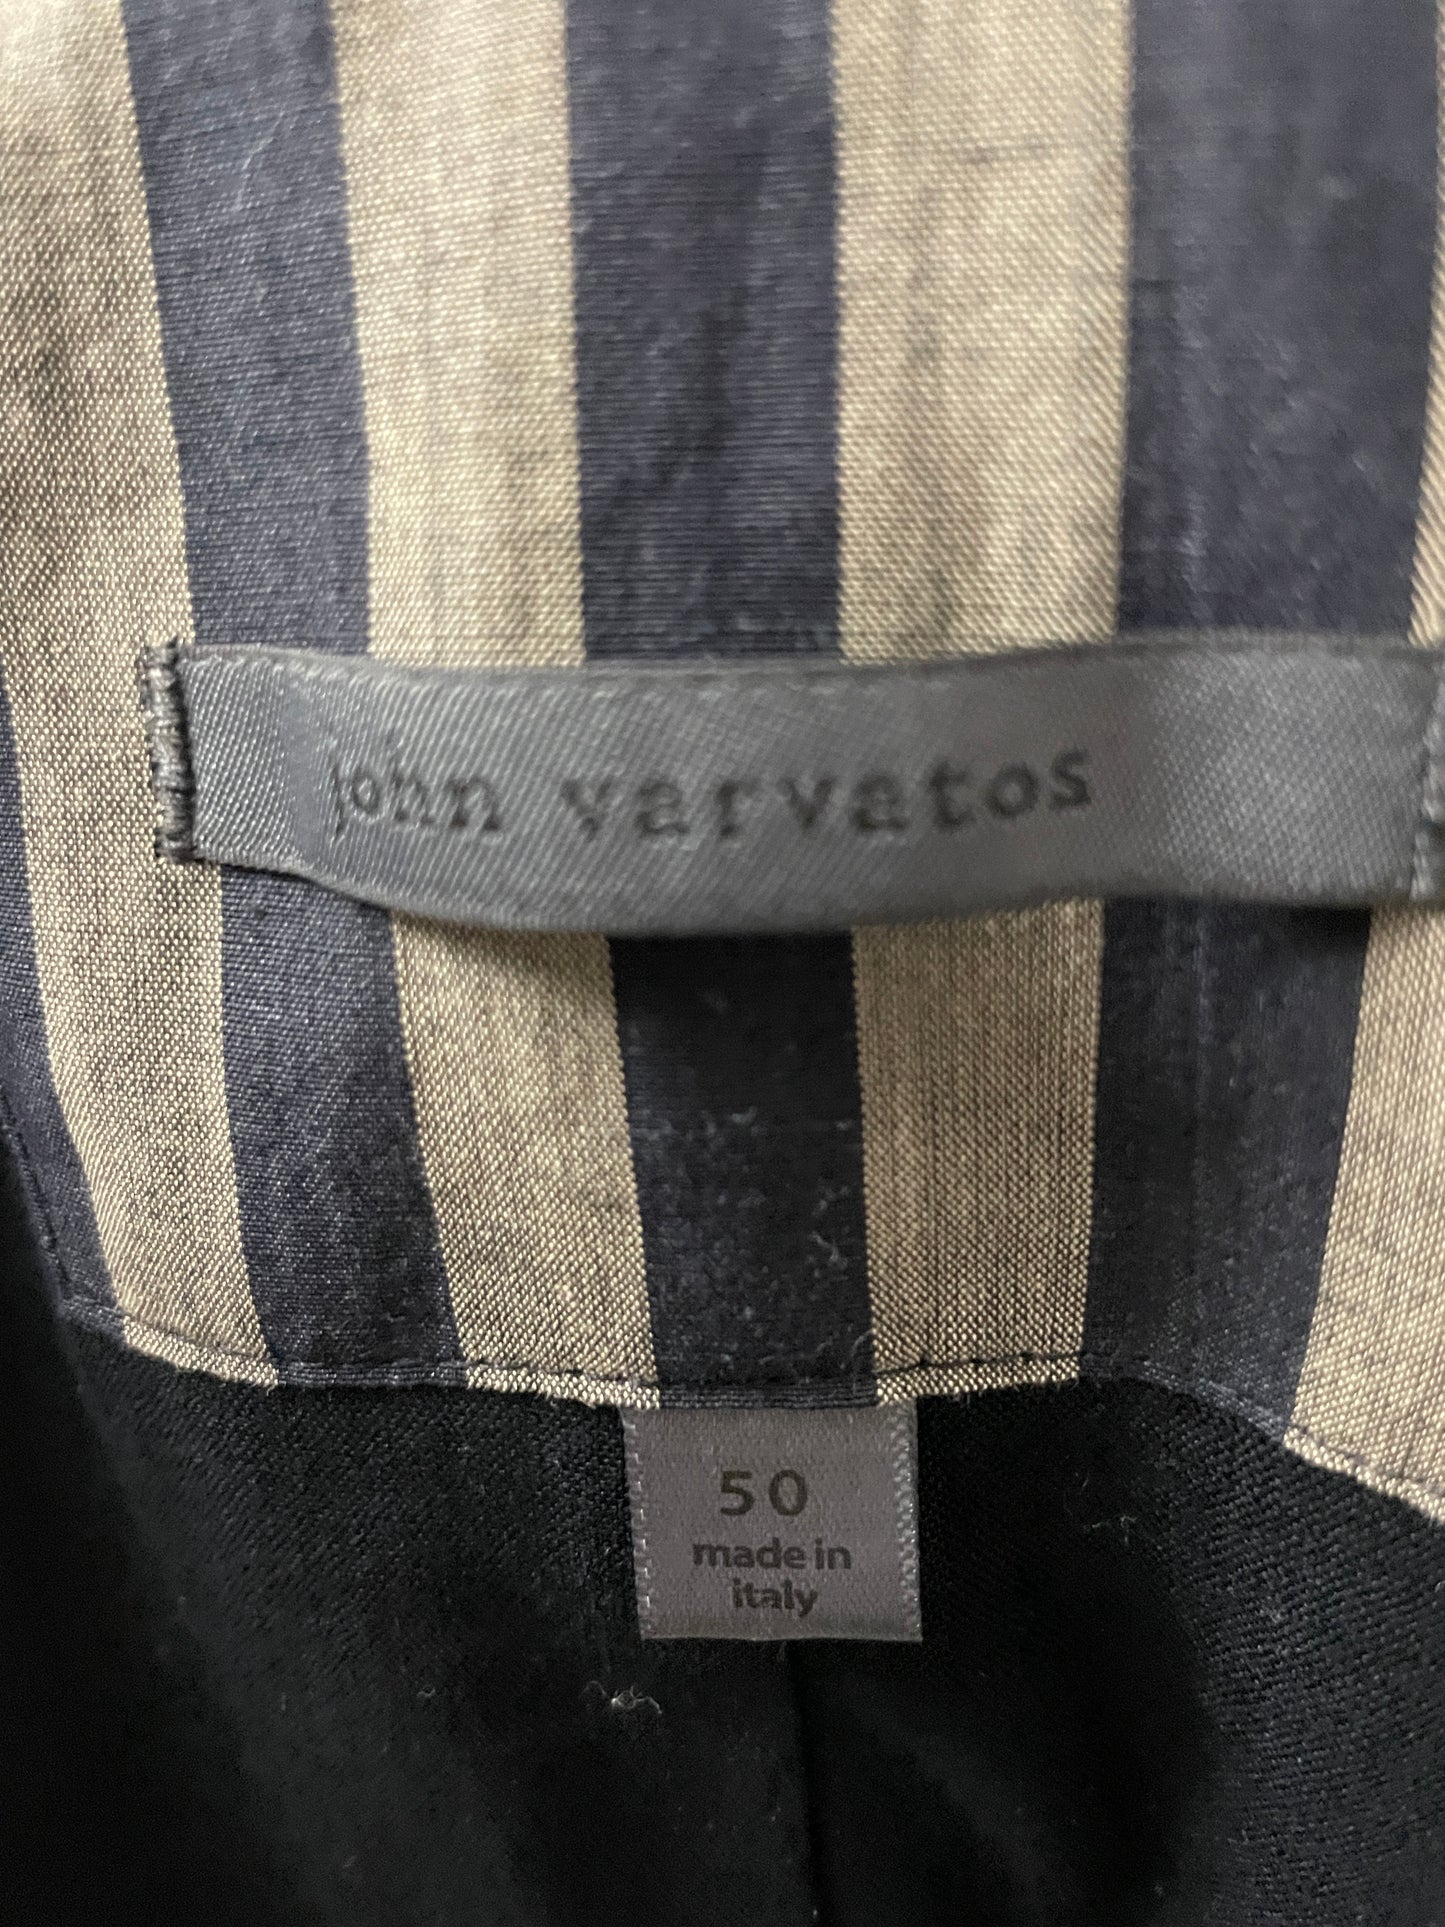 john varvatos
50
made in
italy